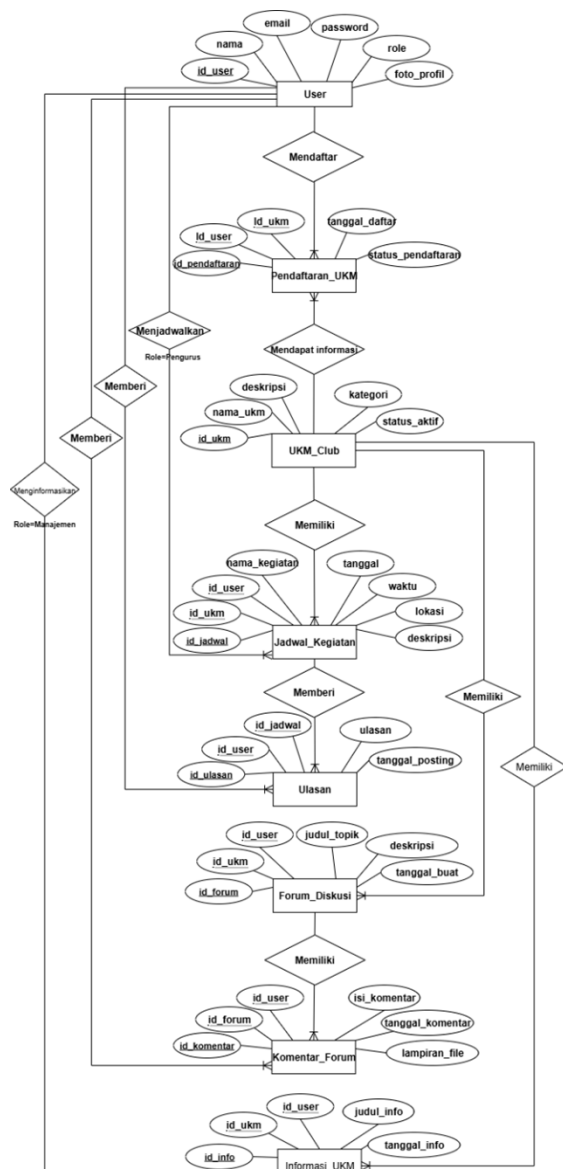 email
password
nama
role
id_user
foto_profil
User
Mendaftar
Id_ukm
tanggal_daftar
Id_user
status_pendaftaran
id_pendaftaran
Pendaftaran_UKM
Menjadwalkan
Role=Pengurus
Mendapat informasi
Memberi
deskripsi
kategori
nama_ukm
status_aktif
id_ukm
UKM_Club
Memberi
Menginformasikan
Role=Manajemen
Memiliki
nama_kegiatan
tanggal
id_user
waktu
id_ukm
lokasi
id_jadwal
deskripsi
Jadwal_Kegiatan
Memberi
Memiliki
id_jadwal
ulasan
id_user
tanggal_posting
id_ulasan
Ulasan
Memiliki
id_user
judul_topik
deskripsi
id_ukm
tanggal_buat
id_forum
Forum_Diskusi
Memiliki
id_user
isi_komentar
id_forum
tanggal_komentar
id_komentar
lampiran_file
Komentar_Forum
id_user
judul_info
id_ukm
tanggal_info
id_info
Informasi_UKM